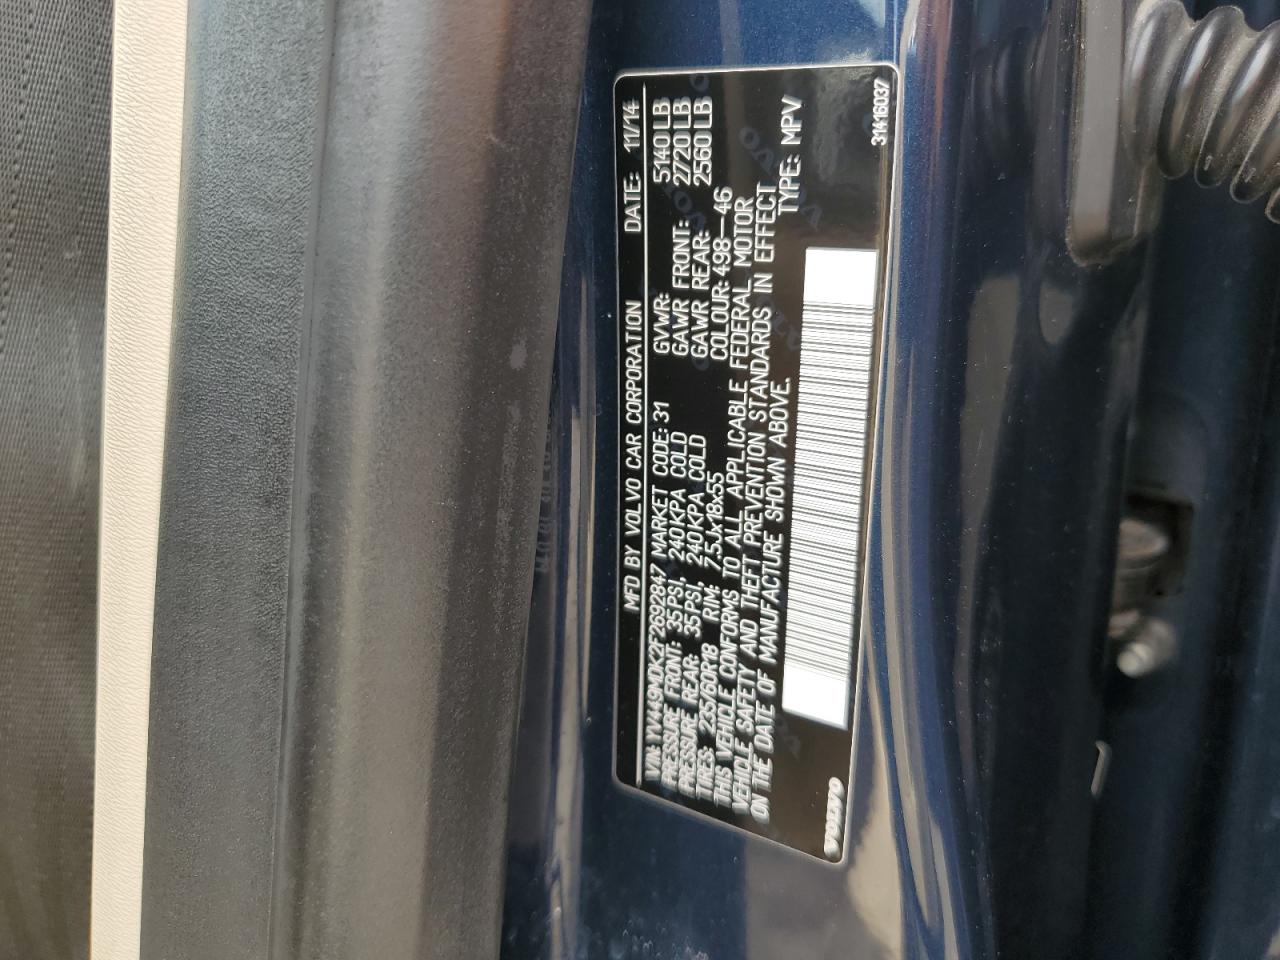 MFD BY VOLVO CAR CORPORATION DATE: 11/14
VIN: YV449MDK2F2692847 MARKET CODE: 31 GVWR: 5140 LB
PRESSURE FRONT: 35PSI, 240KPA COLD GAWR FRONT: 2720 LB
PRESSURE REAR: 35PSI, 240KPA COLD GAWR REAR: 2560 LB
TIRES: 235/60R18 RIM: 7.5Jx18x55 COLOUR: 498-46
THIS VEHICLE CONFORMS TO ALL APPLICABLE FEDERAL MOTOR
VEHICLE SAFETY AND THEFT PREVENTION STANDARDS IN EFFECT
ON THE DATE OF MANUFACTURE SHOWN ABOVE. TYPE: MPV
VOLVO 31416037